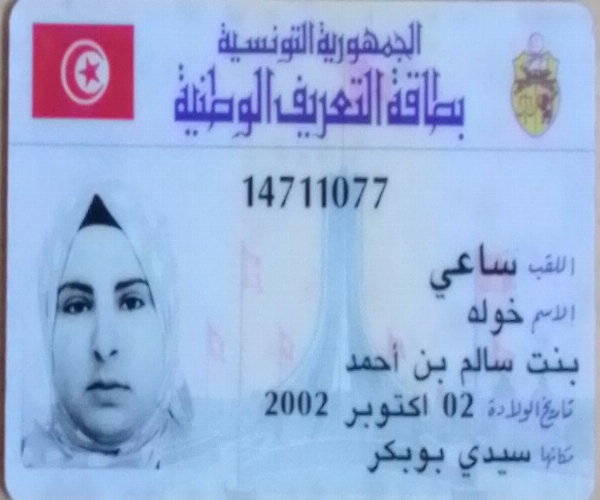 الجمهورية التونسية
بطاقة التعريف الوطنية
14711077
اللقب ساعي
الاسم خوله
بنت سالم بن أحمد
تاريخ الولادة 02 اكتوبر 2002
مكانها سيدي بوبكر